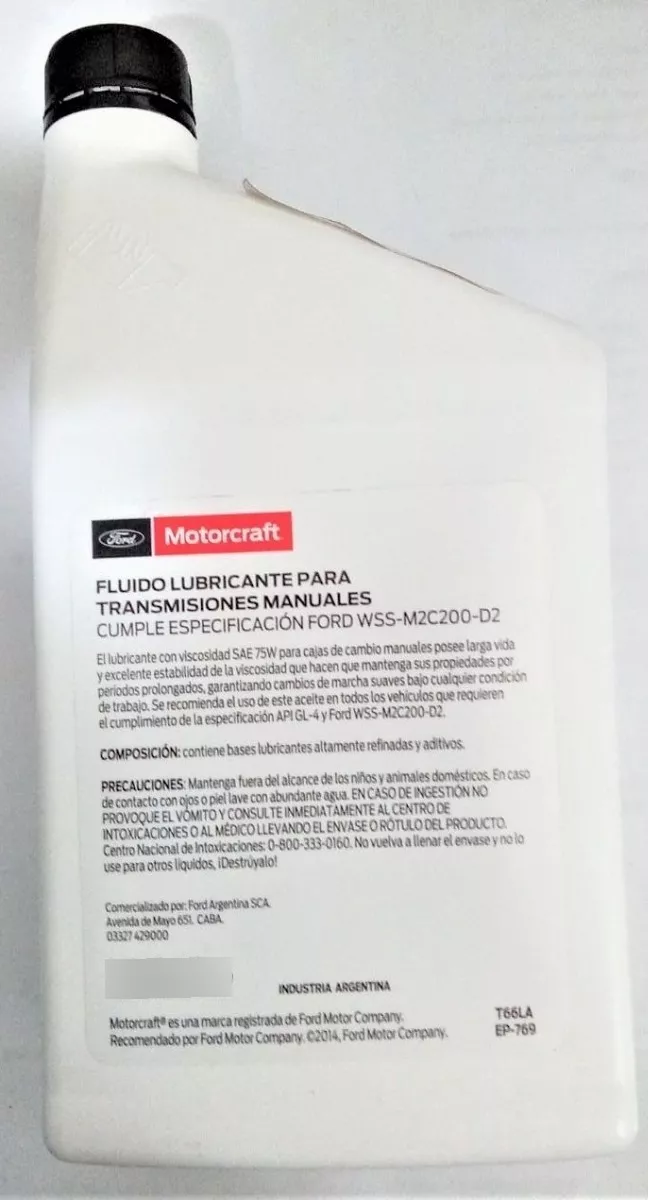 Ford
Motorcraft
FLUIDO LUBRICANTE PARA
TRANSMISIONES MANUALES
CUMPLE ESPECIFICACIÓN FORD WSS-M2C200-D2
El lubricante con viscosidad SAE 75W para cajas de cambio manuales posee larga vida
y excelente estabilidad de la viscosidad que hacen que mantenga sus propiedades por
períodos prolongados, garantizando cambios de marcha suaves bajo cualquier condición
de trabajo. Se recomienda el uso de este aceite en todos los vehículos que requieren
el cumplimiento de la especificación API GL-4 y Ford WSS-M2C200-D2.
COMPOSICIÓN: contiene bases lubricantes altamente refinadas y aditivos.
PRECAUCIONES: Mantenga fuera del alcance de los niños y animales domésticos. En caso
de contacto con ojos o piel lave con abundante agua. EN CASO DE INGESTIÓN NO
PROVOQUE EL VÓMITO Y CONSULTE INMEDIATAMENTE AL CENTRO DE
INTOXICACIONES O AL MÉDICO LLEVANDO EL ENVASE O RÓTULO DEL PRODUCTO.
Centro Nacional de Intoxicaciones: 0-800-333-0160. No vuelva a llenar el envase y no lo
use para otros líquidos, ¡Destrúyalo!
Comercializado por: Ford Argentina SCA.
Avenida de Mayo 651. CABA.
03327 429000
INDUSTRIA ARGENTINA
Motorcraft® es una marca registrada de Ford Motor Company.
Recomendado por Ford Motor Company. ©2014, Ford Motor Company.
T66LA
EP-769